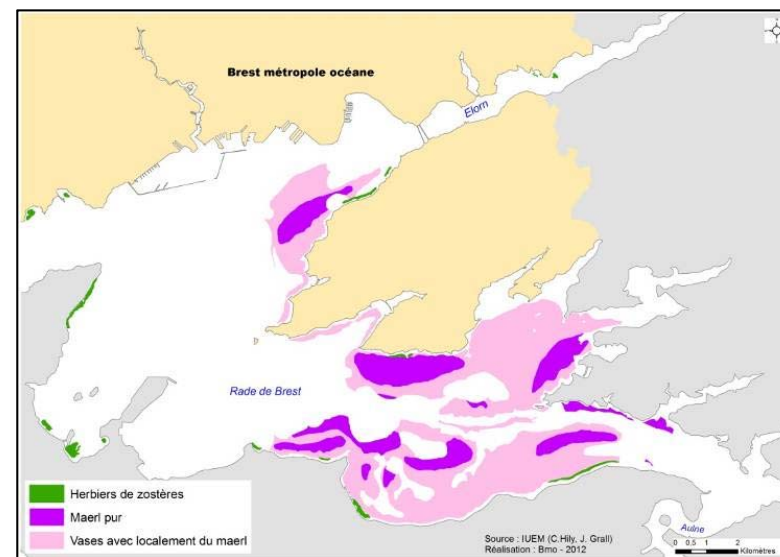 Brest métropole océane
Elorn
Rade de Brest
Herbiers de zostères
Maerl pur
Vases avec localement du maerl
Aulne
Source : IUEM (C.Hily, J. Grall)
Réalisation : Bmo - 2012
0 0,5 1 2
Kilomètres